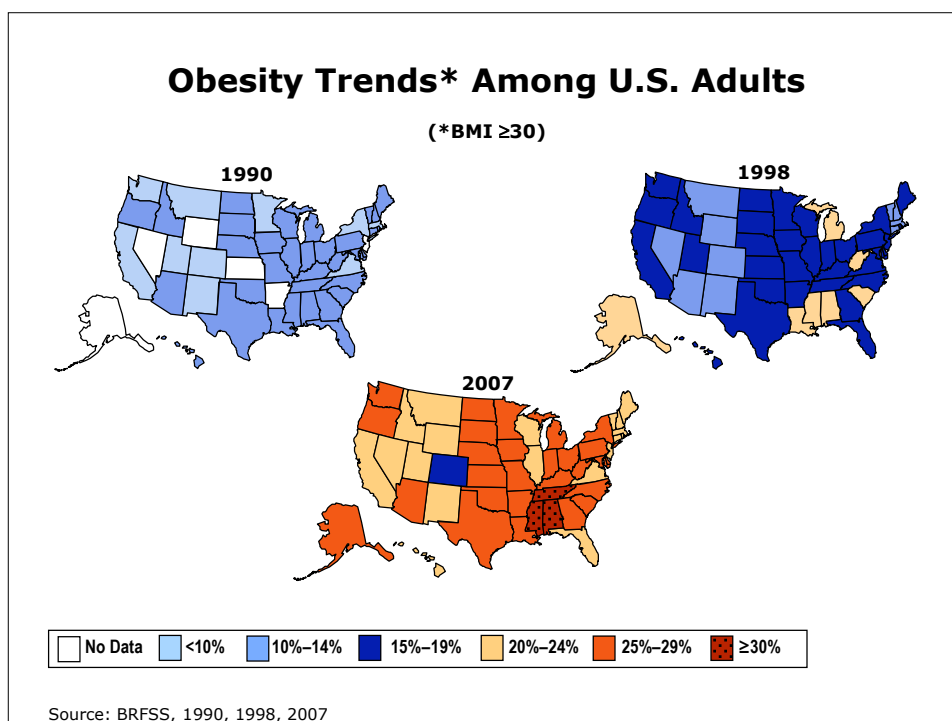 Obesity Trends* Among U.S. Adults
(*BMI ≥30)
1990
1998
2007
No Data
<10%
10%–14%
15%–19%
20%–24%
25%–29%
≥30%
Source: BRFSS, 1990, 1998, 2007